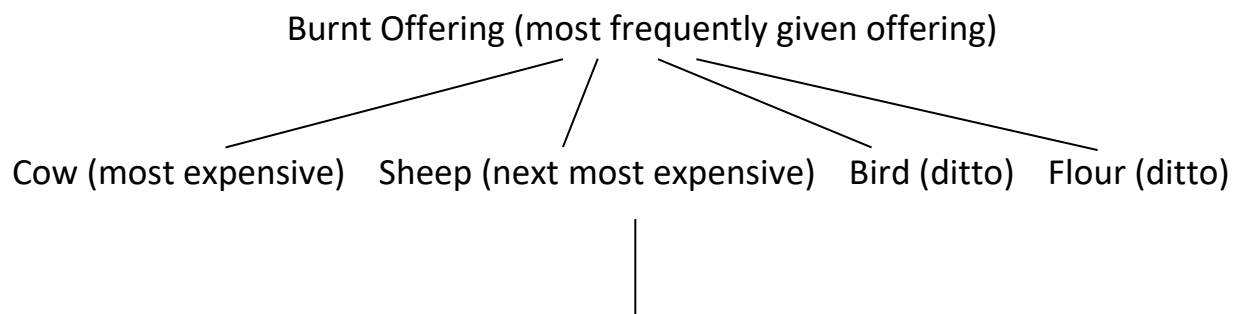 Burnt Offering (most frequently given offering)
Cow (most expensive) Sheep (next most expensive) Bird (ditto) Flour (ditto)